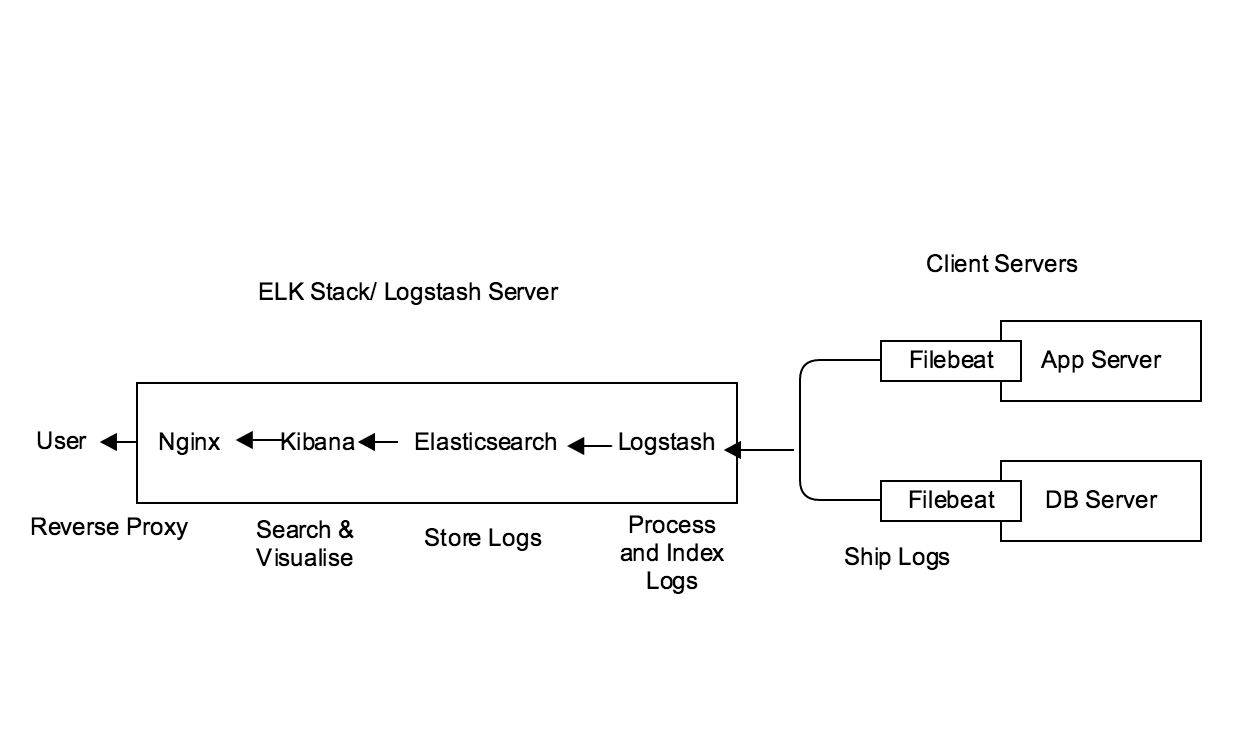 Client Servers
ELK Stack/ Logstash Server
Filebeat
App Server
User
Nginx
Kibana
Elasticsearch
Logstash
Filebeat
DB Server
Reverse Proxy
Search &
Visualise
Store Logs
Process
and Index
Logs
Ship Logs